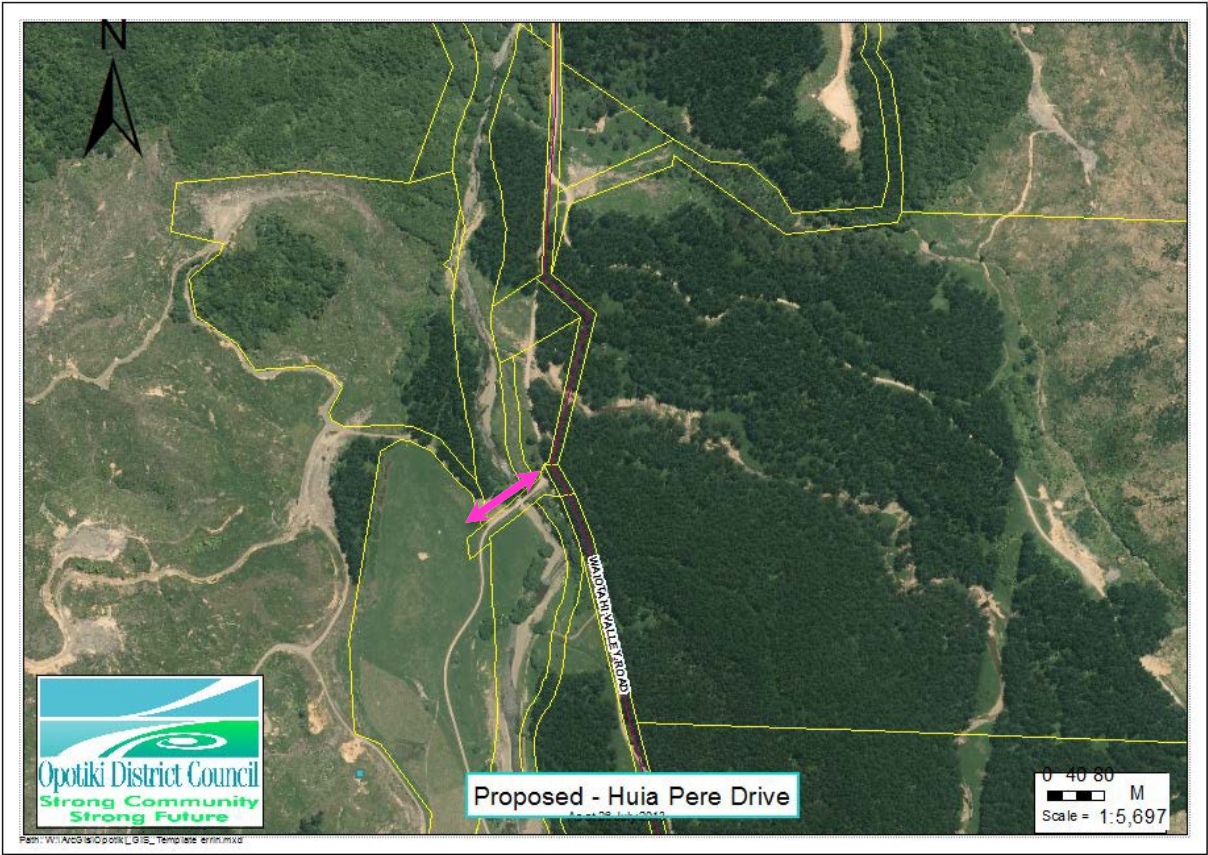 N
WAIOTAHI VALLEY ROAD
Opotiki District Council
Strong Community
Strong Future
Proposed - Huia Pere Drive
0 40 80
M
Scale = 1:5,697